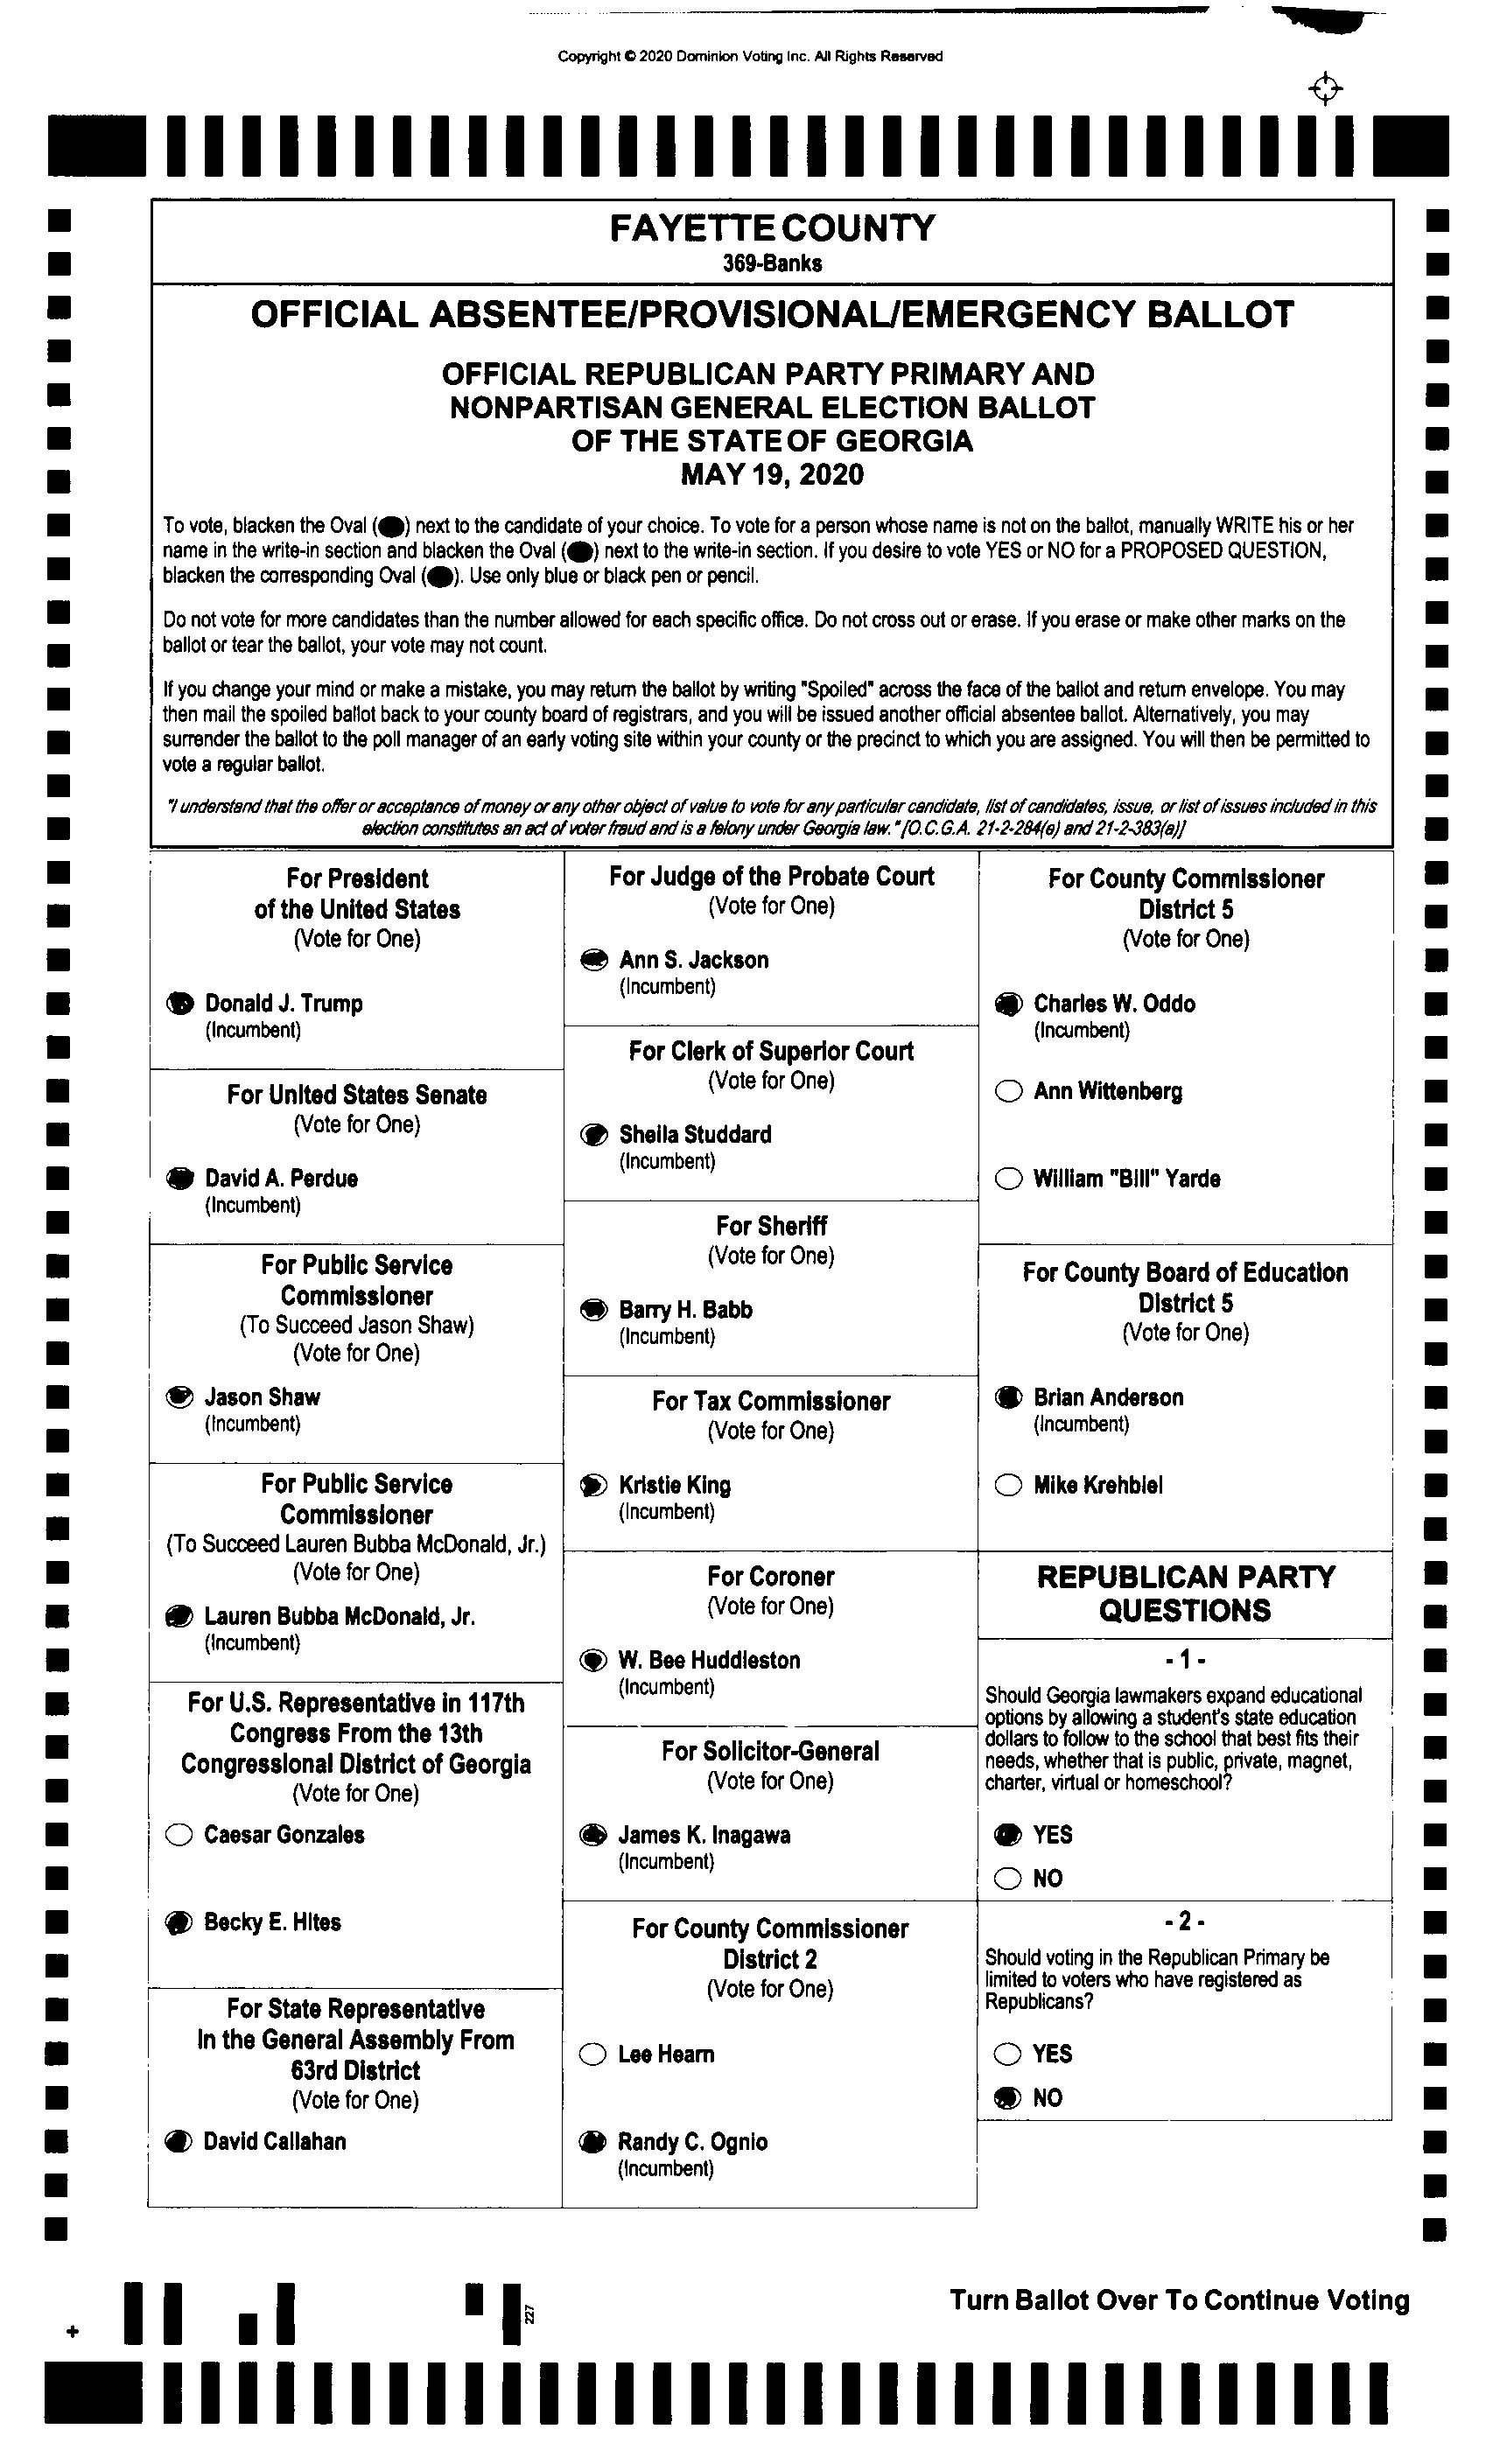 Copyright © 2020 Dominion Voting Inc. All Rights Reserved
FAYETTE COUNTY
369-Banks
OFFICIAL ABSENTEE/PROVISIONAL/EMERGENCY BALLOT
OFFICIAL REPUBLICAN PARTY PRIMARY AND
NONPARTISAN GENERAL ELECTION BALLOT
OF THE STATE OF GEORGIA
MAY 19, 2020
To vote, blacken the Oval ( ) next to the candidate of your choice. To vote for a person whose name is not on the ballot, manually WRITE his or her
name in the write-in section and blacken the Oval ( ) next to the write-in section. If you desire to vote YES or NO for a PROPOSED QUESTION,
blacken the corresponding Oval ( ). Use only blue or black pen or pencil.
Do not vote for more candidates than the number allowed for each specific office. Do not cross out or erase. If you erase or make other marks on the
ballot or tear the ballot, your vote may not count.
If you change your mind or make a mistake, you may return the ballot by writing "Spoiled" across the face of the ballot and return envelope. You may
then mail the spoiled ballot back to your county board of registrars, and you will be issued another official absentee ballot. Alternatively, you may
surrender the ballot to the poll manager of an early voting site within your county or the precinct to which you are assigned. You will then be permitted to
vote a regular ballot.
"I understand that the offer or acceptance of money or any other object of value to vote for any particular candidate, list of candidates, issue, or list of issues included in this
election constitutes an act of voter fraud and is a felony under Georgia law." [O.C.G.A. 21-2-284(e) and 21-2-383(a)]
For President
of the United States
(Vote for One)
Donald J. Trump
(Incumbent)
For United States Senate
(Vote for One)
David A. Perdue
(Incumbent)
For Public Service
Commissioner
(To Succeed Jason Shaw)
(Vote for One)
Jason Shaw
(Incumbent)
For Public Service
Commissioner
(To Succeed Lauren Bubba McDonald, Jr.)
(Vote for One)
Lauren Bubba McDonald, Jr.
(Incumbent)
For U.S. Representative in 117th
Congress From the 13th
Congressional District of Georgia
(Vote for One)
Caesar Gonzales
Becky E. Hites
For State Representative
In the General Assembly From
63rd District
(Vote for One)
David Callahan
For Judge of the Probate Court
(Vote for One)
Ann S. Jackson
(Incumbent)
For Clerk of Superior Court
(Vote for One)
Sheila Studdard
(Incumbent)
For Sheriff
(Vote for One)
Barry H. Babb
(Incumbent)
For Tax Commissioner
(Vote for One)
Kristie King
(Incumbent)
For Coroner
(Vote for One)
W. Bee Huddleston
(Incumbent)
For Solicitor-General
(Vote for One)
James K. Inagawa
(Incumbent)
For County Commissioner
District 2
(Vote for One)
Lee Hearn
Randy C. Ognio
(Incumbent)
For County Commissioner
District 5
(Vote for One)
Charles W. Oddo
(Incumbent)
Ann Wittenberg
William "Bill" Yarde
For County Board of Education
District 5
(Vote for One)
Brian Anderson
(Incumbent)
Mike Krehbiel
REPUBLICAN PARTY
QUESTIONS
- 1 -
Should Georgia lawmakers expand educational
options by allowing a student's state education
dollars to follow to the school that best fits their
needs, whether that is public, private, magnet,
charter, virtual or homeschool?
YES
NO
- 2 -
Should voting in the Republican Primary be
limited to voters who have registered as
Republicans?
YES
NO
Turn Ballot Over To Continue Voting
227